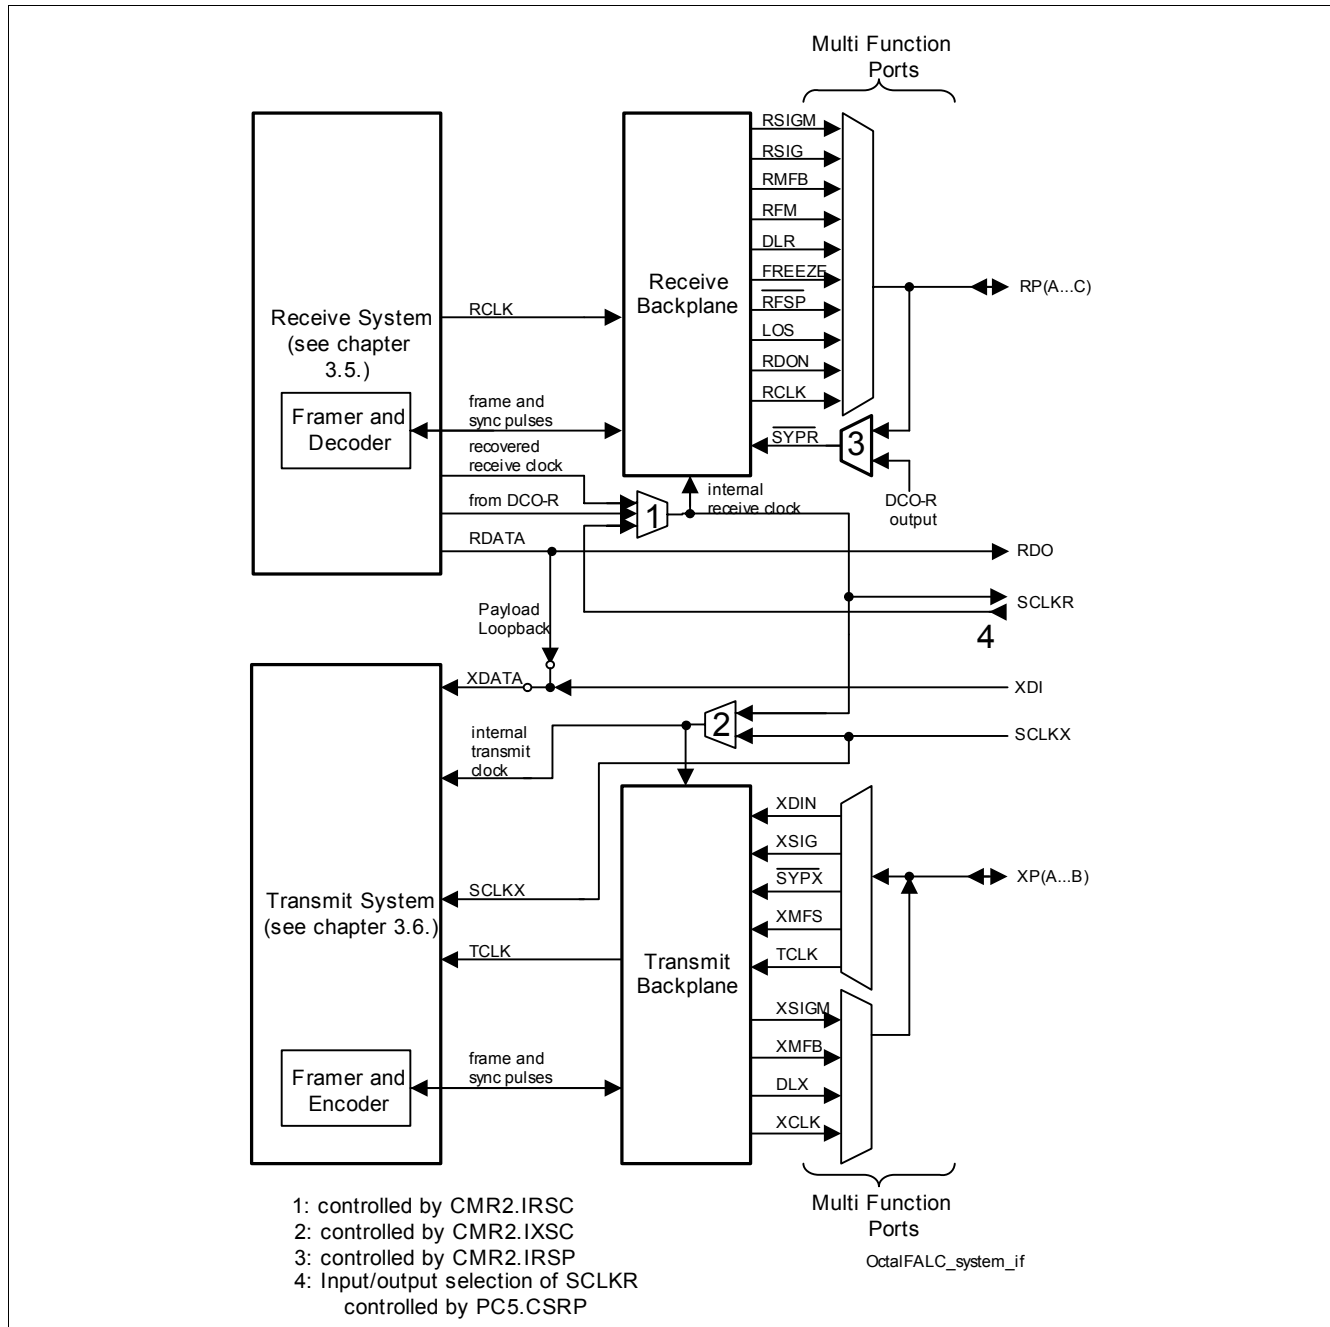 Multi Function
Ports
Receive System
(see chapter
3.5.)
Framer and
Decoder
RCLK
frame and
sync pulses
recovered
receive clock
from DCO-R
RDATA
Receive
Backplane
RSIGM
RSIG
RMFB
RFM
DLR
FREEZE
RFSP
LOS
RDON
RCLK
SYPR
3
DCO-R
output
RP(A...C)
1
internal
receive clock
RDO
SCLKR
4
Payload
Loopback
XDATA
XDI
2
SCLKX
internal
transmit
clock
Transmit System
(see chapter 3.6.)
SCLKX
TCLK
Framer and
Encoder
frame and
sync pulses
Transmit
Backplane
XDIN
XSIG
SYPX
XMFS
TCLK
XSIGM
XMFB
DLX
XCLK
XP(A...B)
Multi Function
Ports
1: controlled by CMR2.IRSC
2: controlled by CMR2.IXSC
3: controlled by CMR2.IRSP
4: Input/output selection of SCLKR
controlled by PC5.CSRP
OctalFALC_system_if